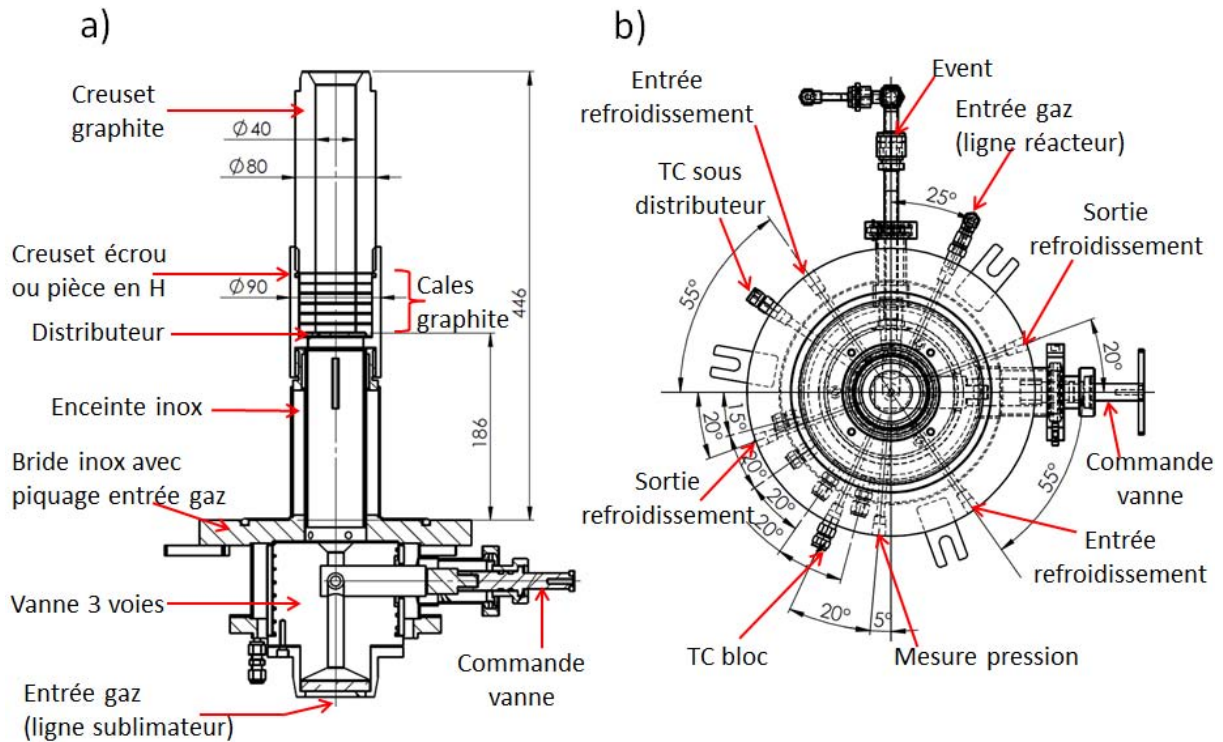 a)
Creuset
graphite
Ø40
Ø80
Creuset écrou
ou pièce en H
Ø90
Distributeur
Cales
graphite
446
186
Enceinte inox
Bride inox avec
piquage entrée gaz
Vanne 3 voies
Commande
vanne
Entrée gaz
(ligne sublimateur)
b)
Event
Entrée
refroidissement
Entrée gaz
(ligne réacteur)
TC sous
distributeur
25°
Sortie
refroidissement
55°
20°
15°
20°
20°
20°
20°
Sortie
refroidissement
Commande
vanne
55°
Entrée
refroidissement
20°
5°
TC bloc
Mesure pression